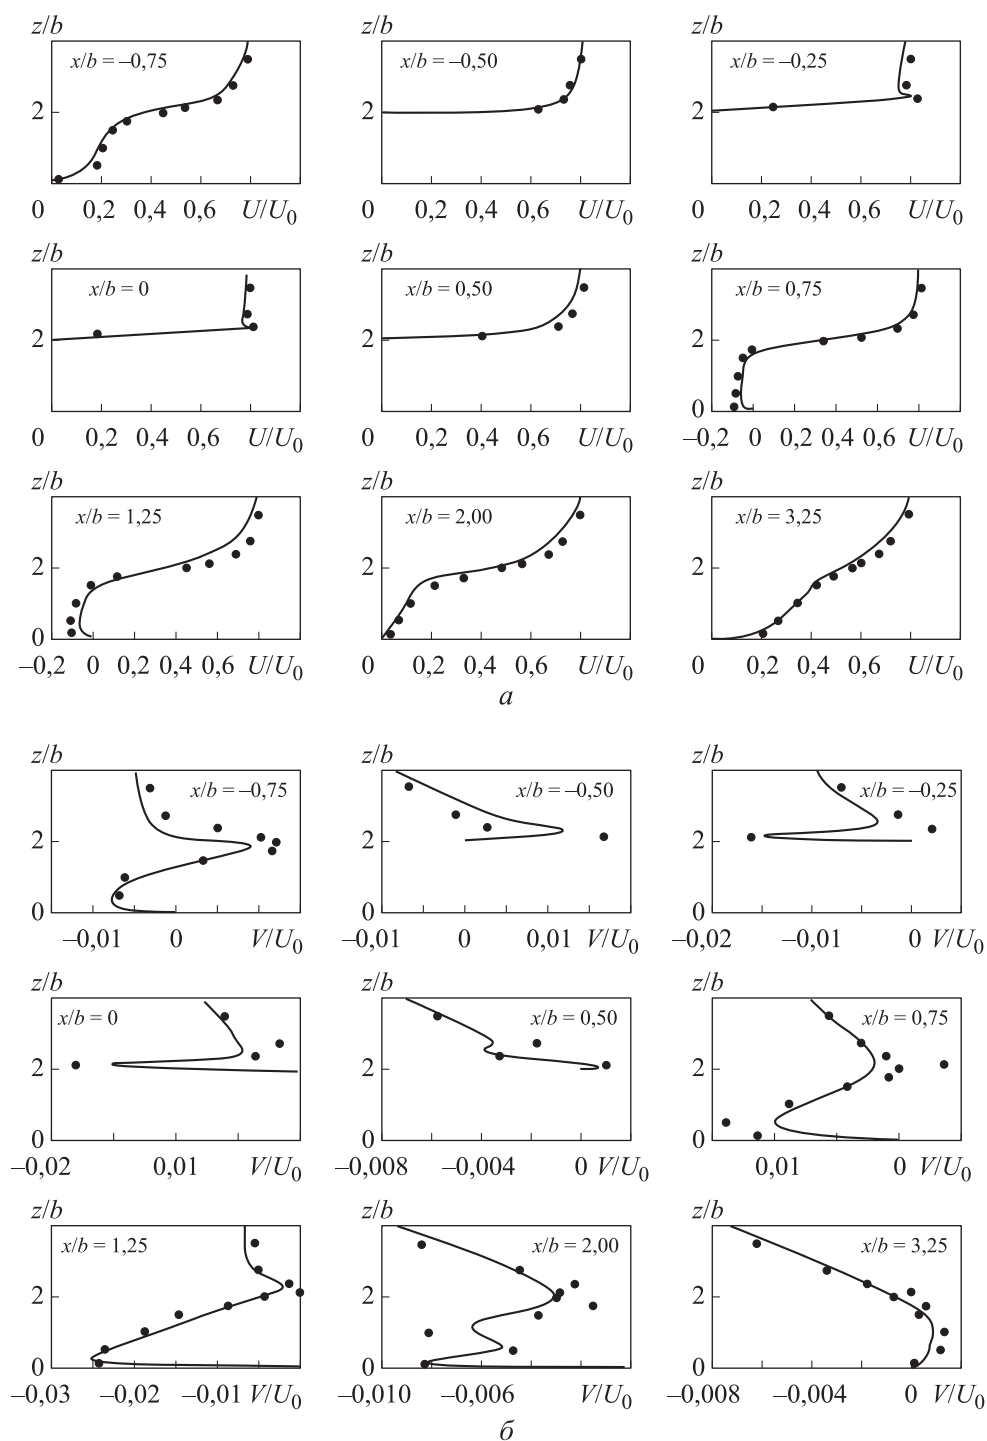 z/b z/b z/b
x/b = –0,75 x/b = –0,50 x/b = –0,25
2 2 2
0 0,2 0,4 0,6 U/U0 0 0,2 0,4 0,6 U/U0 0 0,2 0,4 0,6 U/U0
z/b z/b z/b
x/b = 0 x/b = 0,50 x/b = 0,75
2 2 2
0
0 0,2 0,4 0,6 U/U0 0 0,2 0,4 0,6 U/U0 –0,2 0 0,2 0,4 0,6 U/U0
z/b z/b z/b
x/b = 1,25 x/b = 2,00 x/b = 3,25
2 2 2
0
–0,2 0 0,2 0,4 0,6 U/U0 0 0,2 0,4 0,6 U/U0 0 0,2 0,4 0,6 U/U0
а
z/b z/b z/b
x/b = –0,75 x/b = –0,50 x/b = –0,25
2 2 2
0 0 0
–0,01 0 V/U0 –0,01 0 0,01 V/U0 –0,02 –0,01 0 V/U0
z/b z/b z/b
x/b = 0 x/b = 0,50 x/b = 0,75
2 2 2
0 0 0
–0,02 0,01 V/U0 –0,008 –0,004 0 V/U0 0,01 0 V/U0
z/b z/b z/b
x/b = 1,25 x/b = 2,00 x/b = 3,25
2 2 2
0 0 0
–0,03 –0,02 –0,01 V/U0 –0,010 –0,006 V/U0 –0,008 –0,004 0 V/U0
б